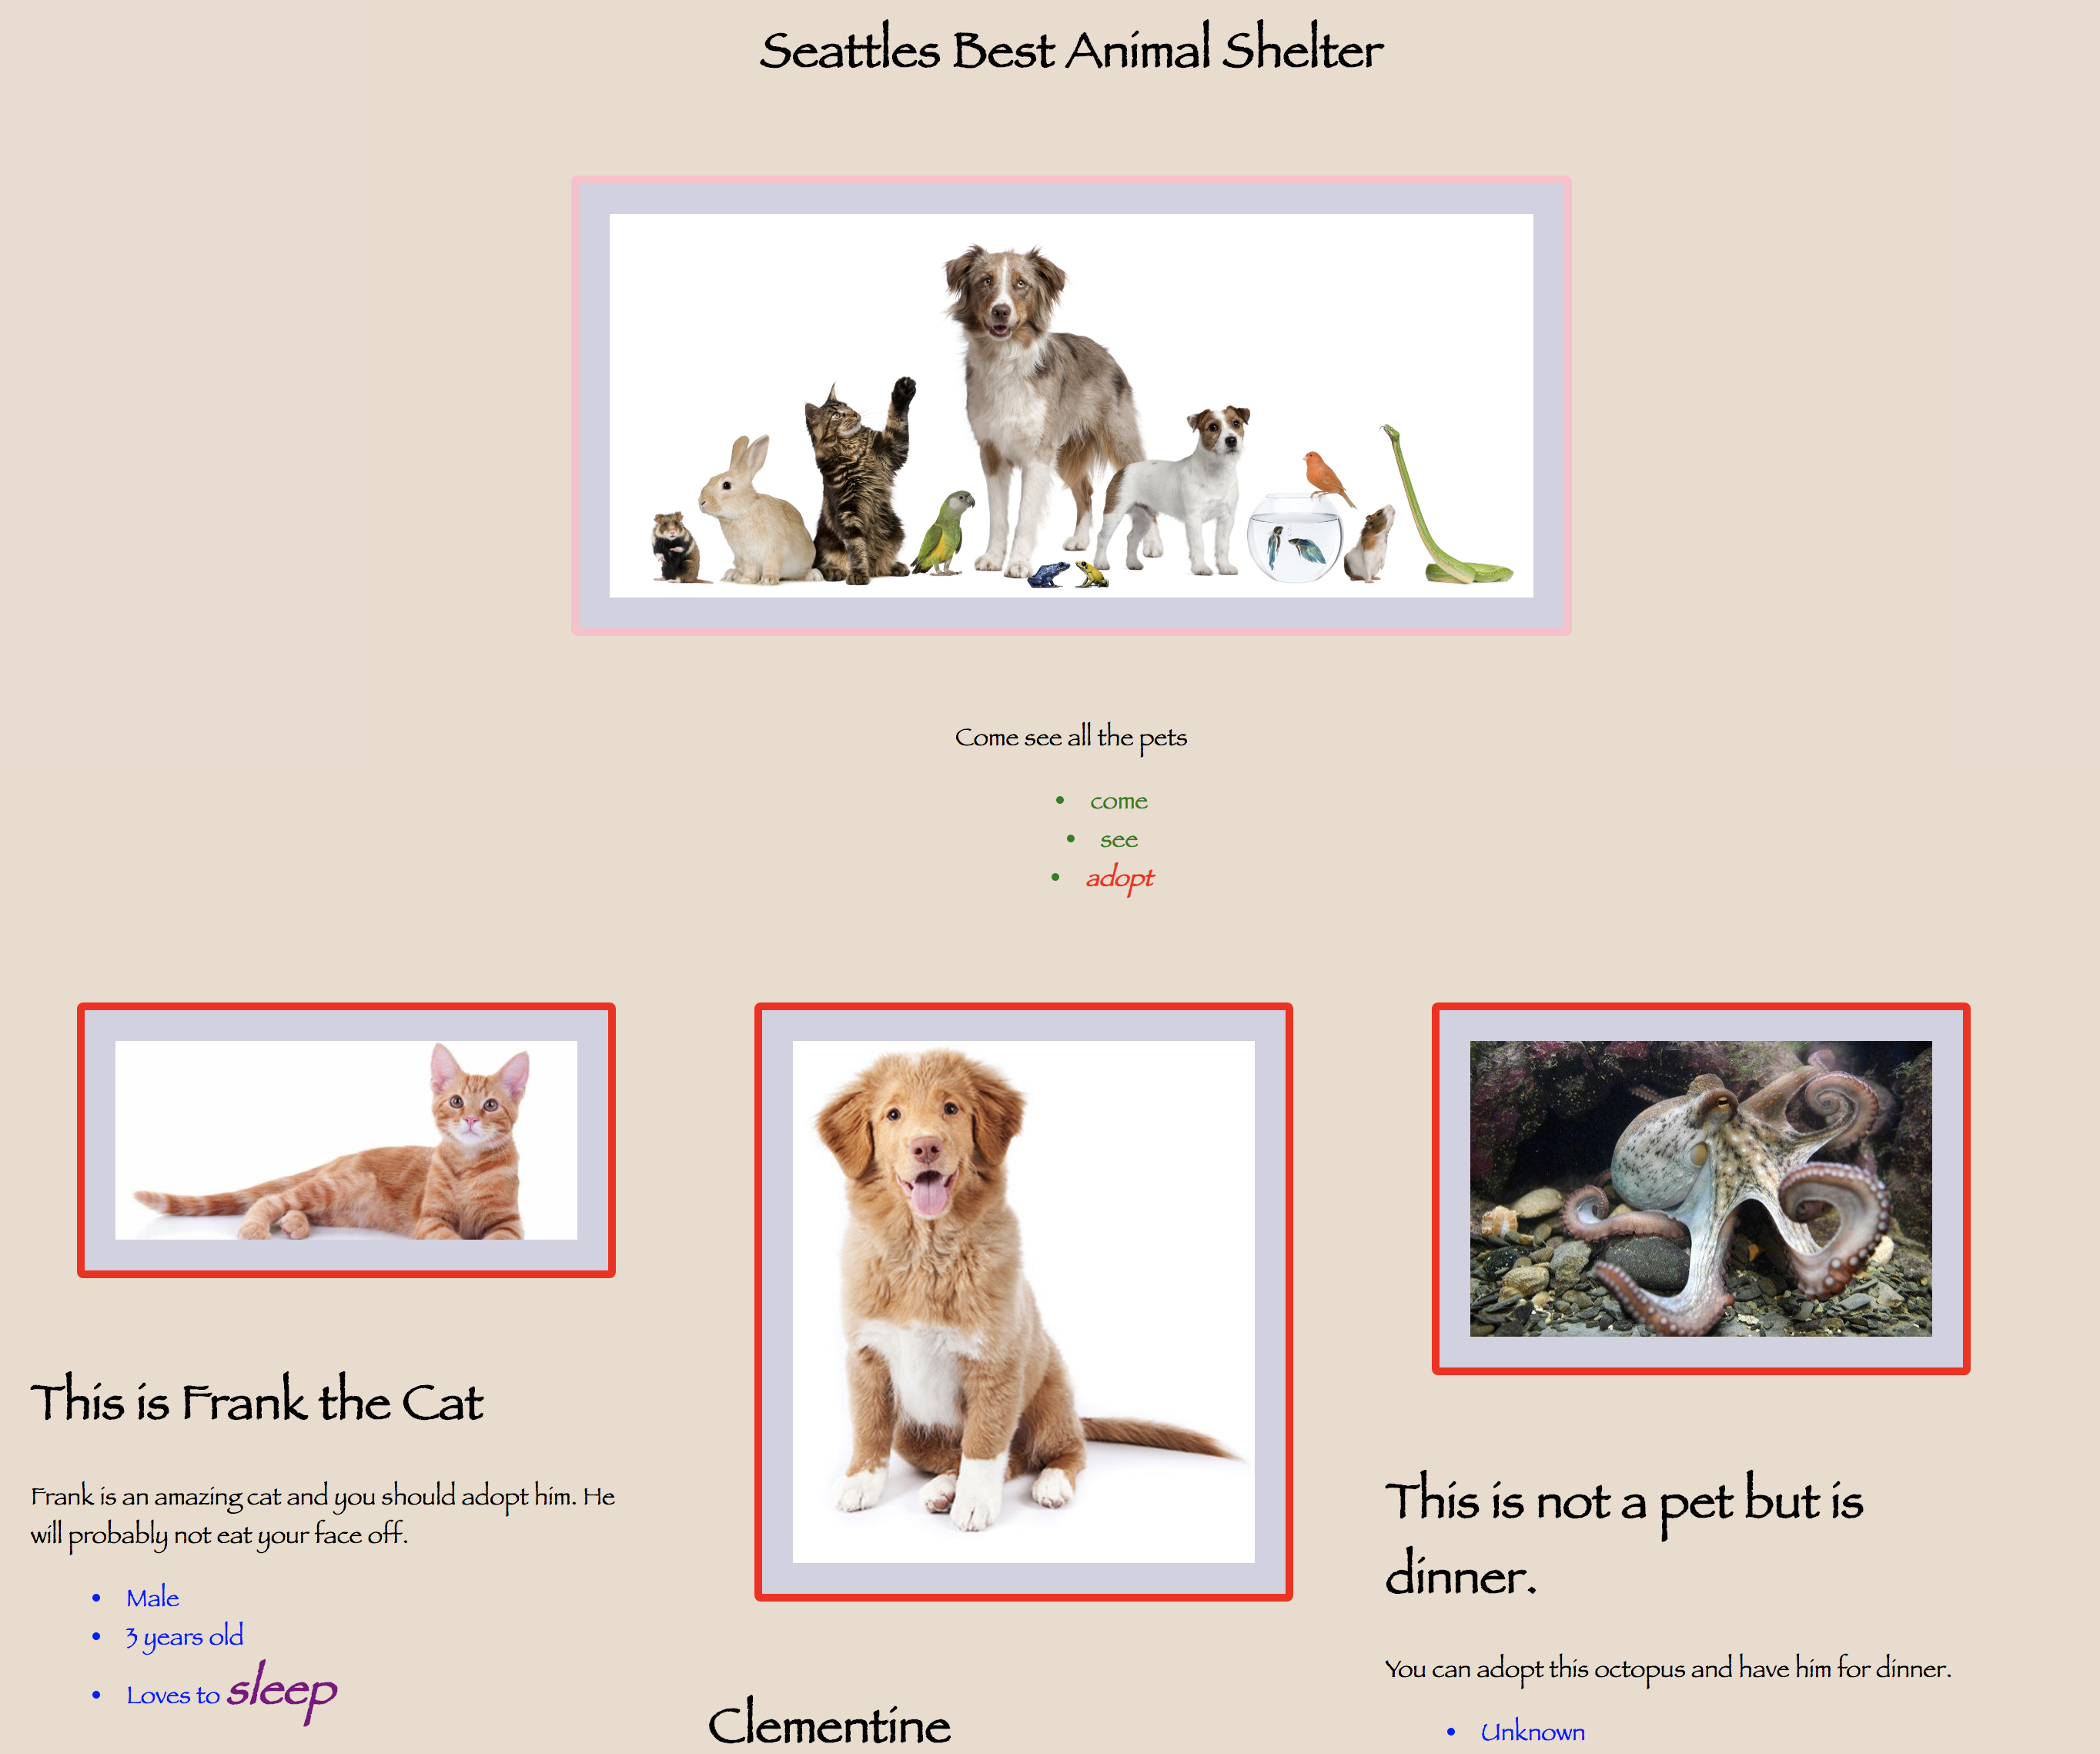 Seattles Best Animal Shelter
Come see all the pets
• come
• see
• adopt
This is Frank the Cat
Frank is an amazing cat and you should adopt him. He
will probably not eat your face off.
• Male
• 3 years old
• Loves to sleep
Clementine
This is not a pet but is
dinner.
You can adopt this octopus and have him for dinner.
• Unknown